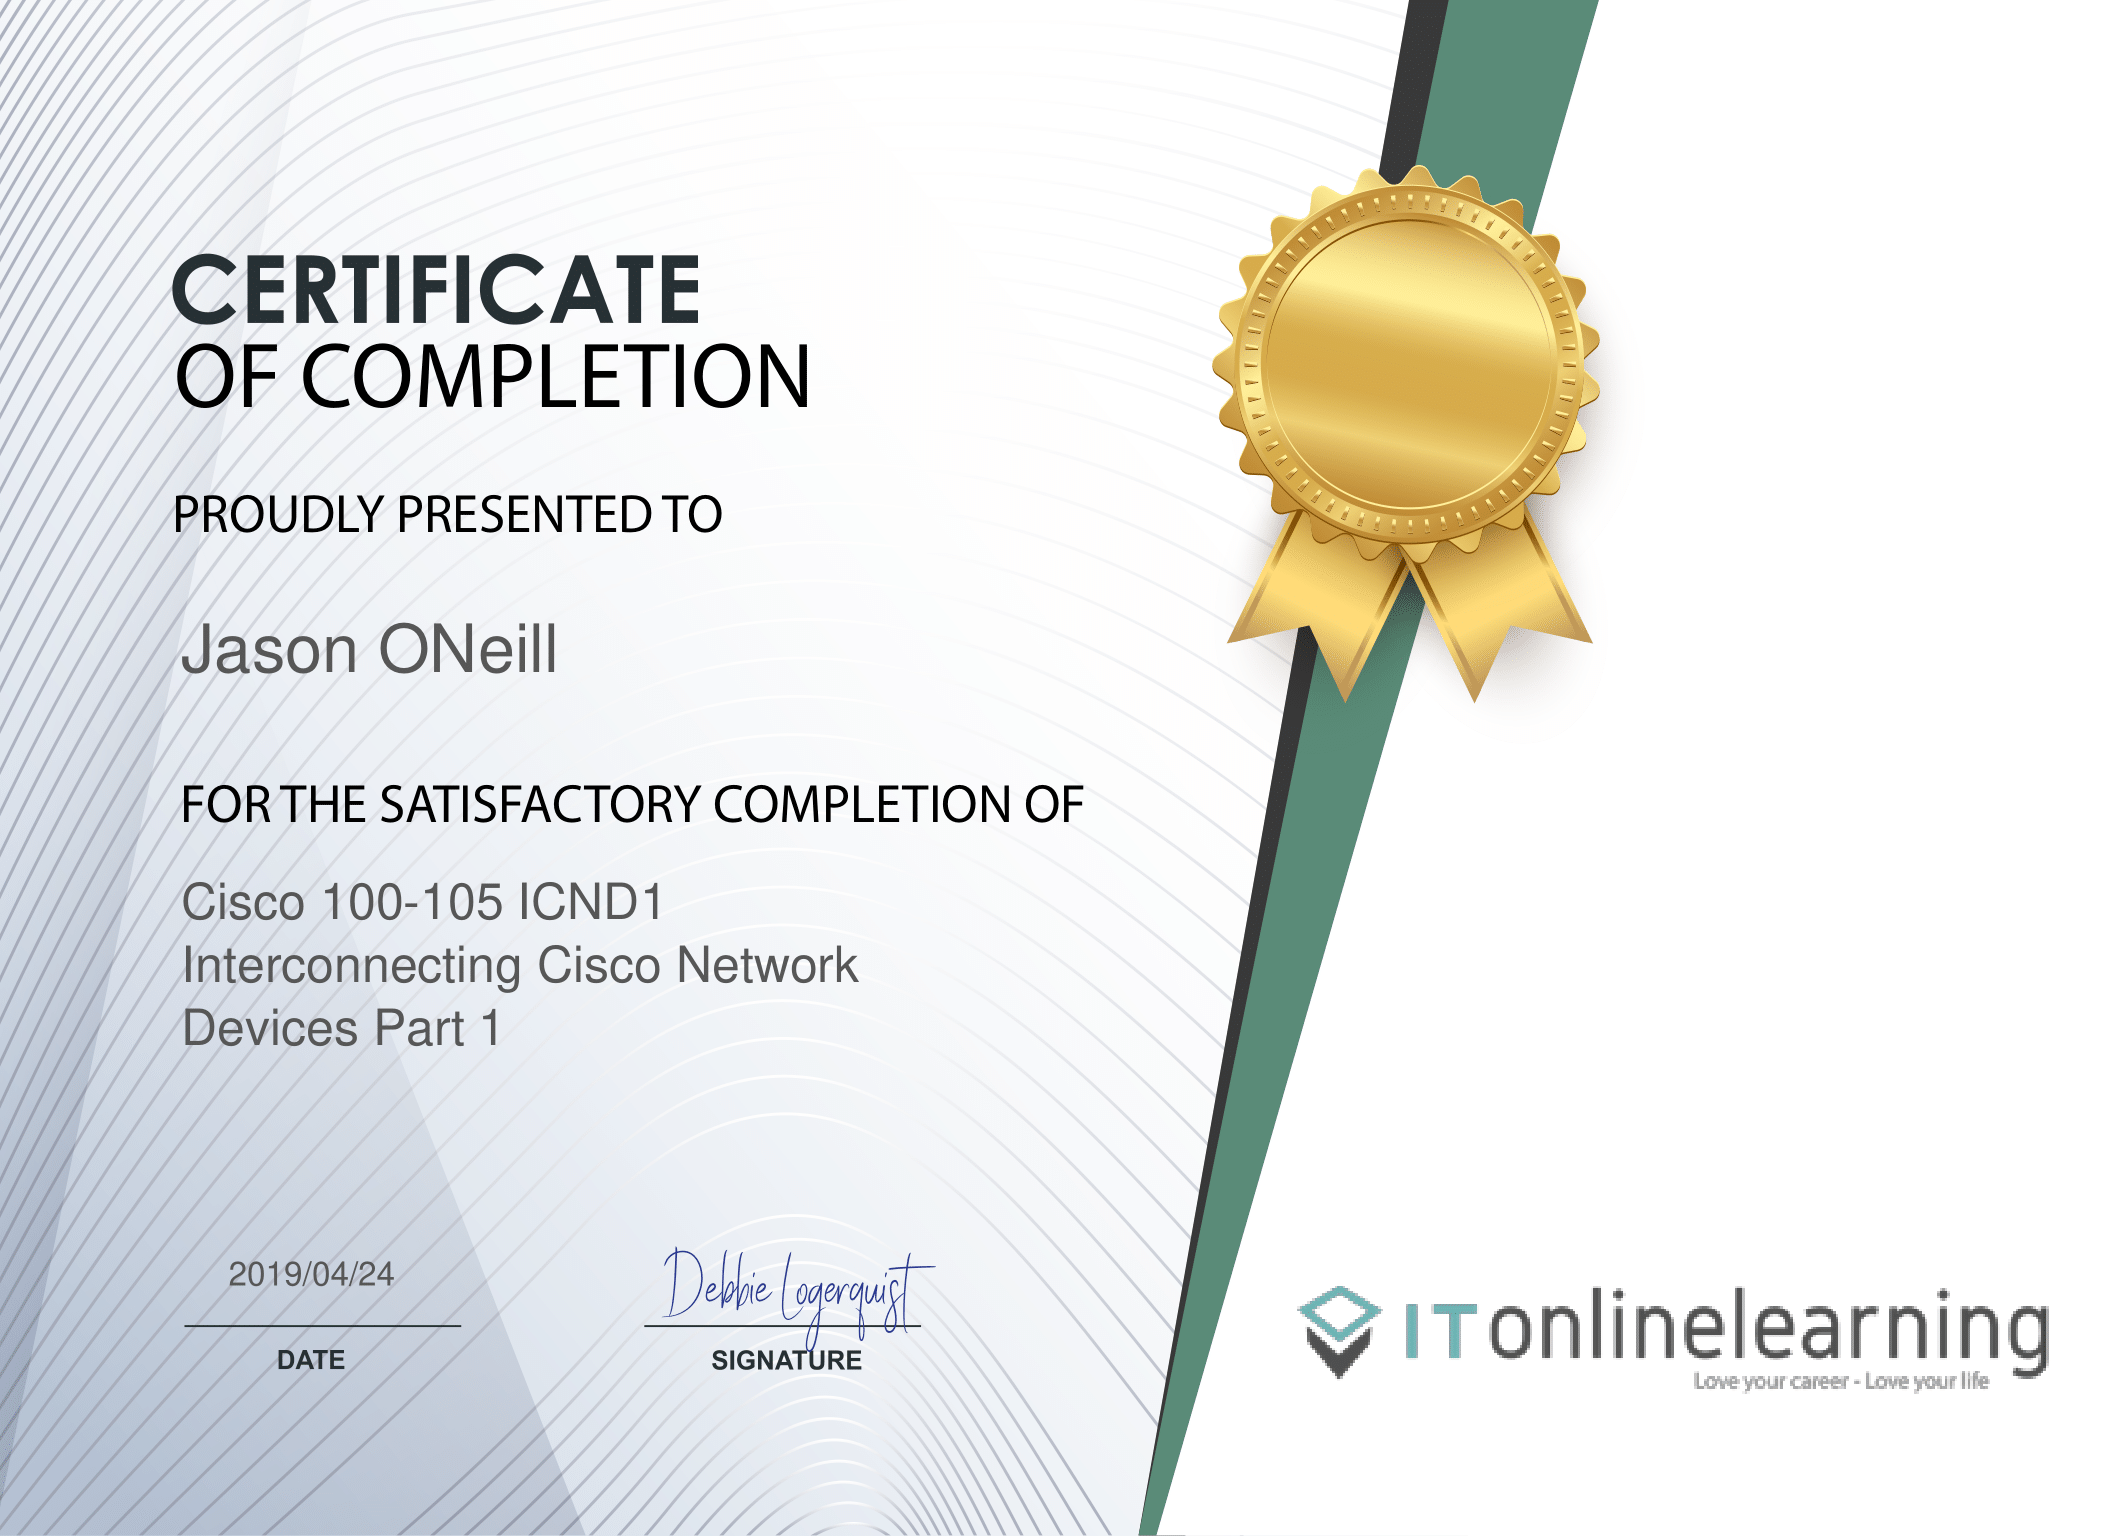 CERTIFICATE
OF COMPLETION
PROUDLY PRESENTED TO
Jason ONeill
FOR THE SATISFACTORY COMPLETION OF
Cisco 100-105 ICND1
Interconnecting Cisco Network
Devices Part 1
2019/04/24
DATE
Debbie Logerquist
SIGNATURE
ITonlinelearning
Love your career - Love your life